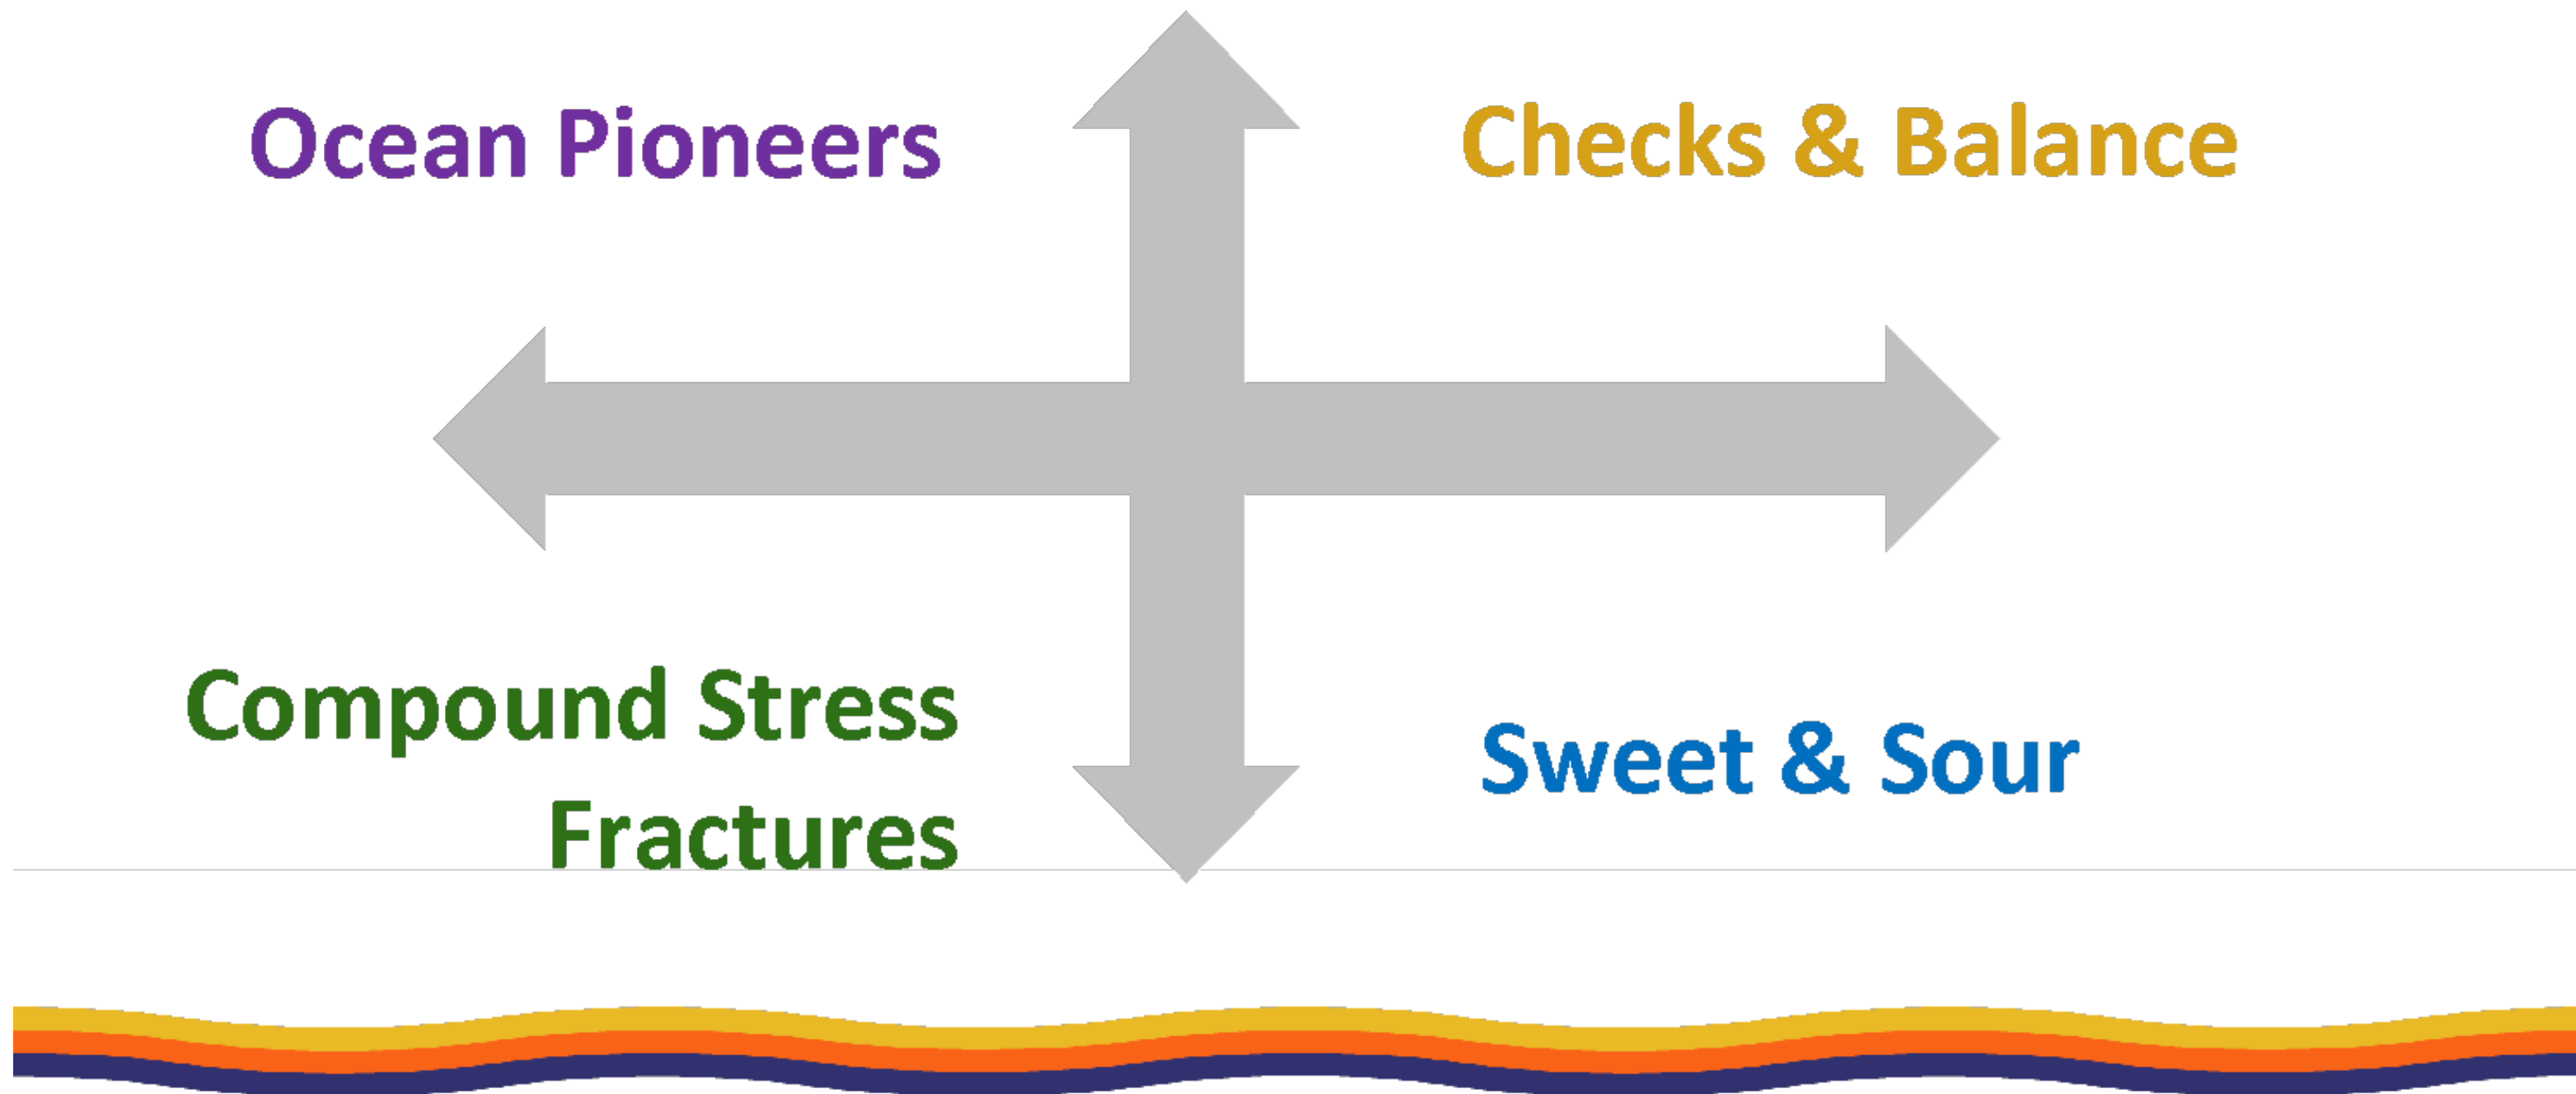 Ocean Pioneers
Checks & Balance
Compound Stress
Fractures
Sweet & Sour